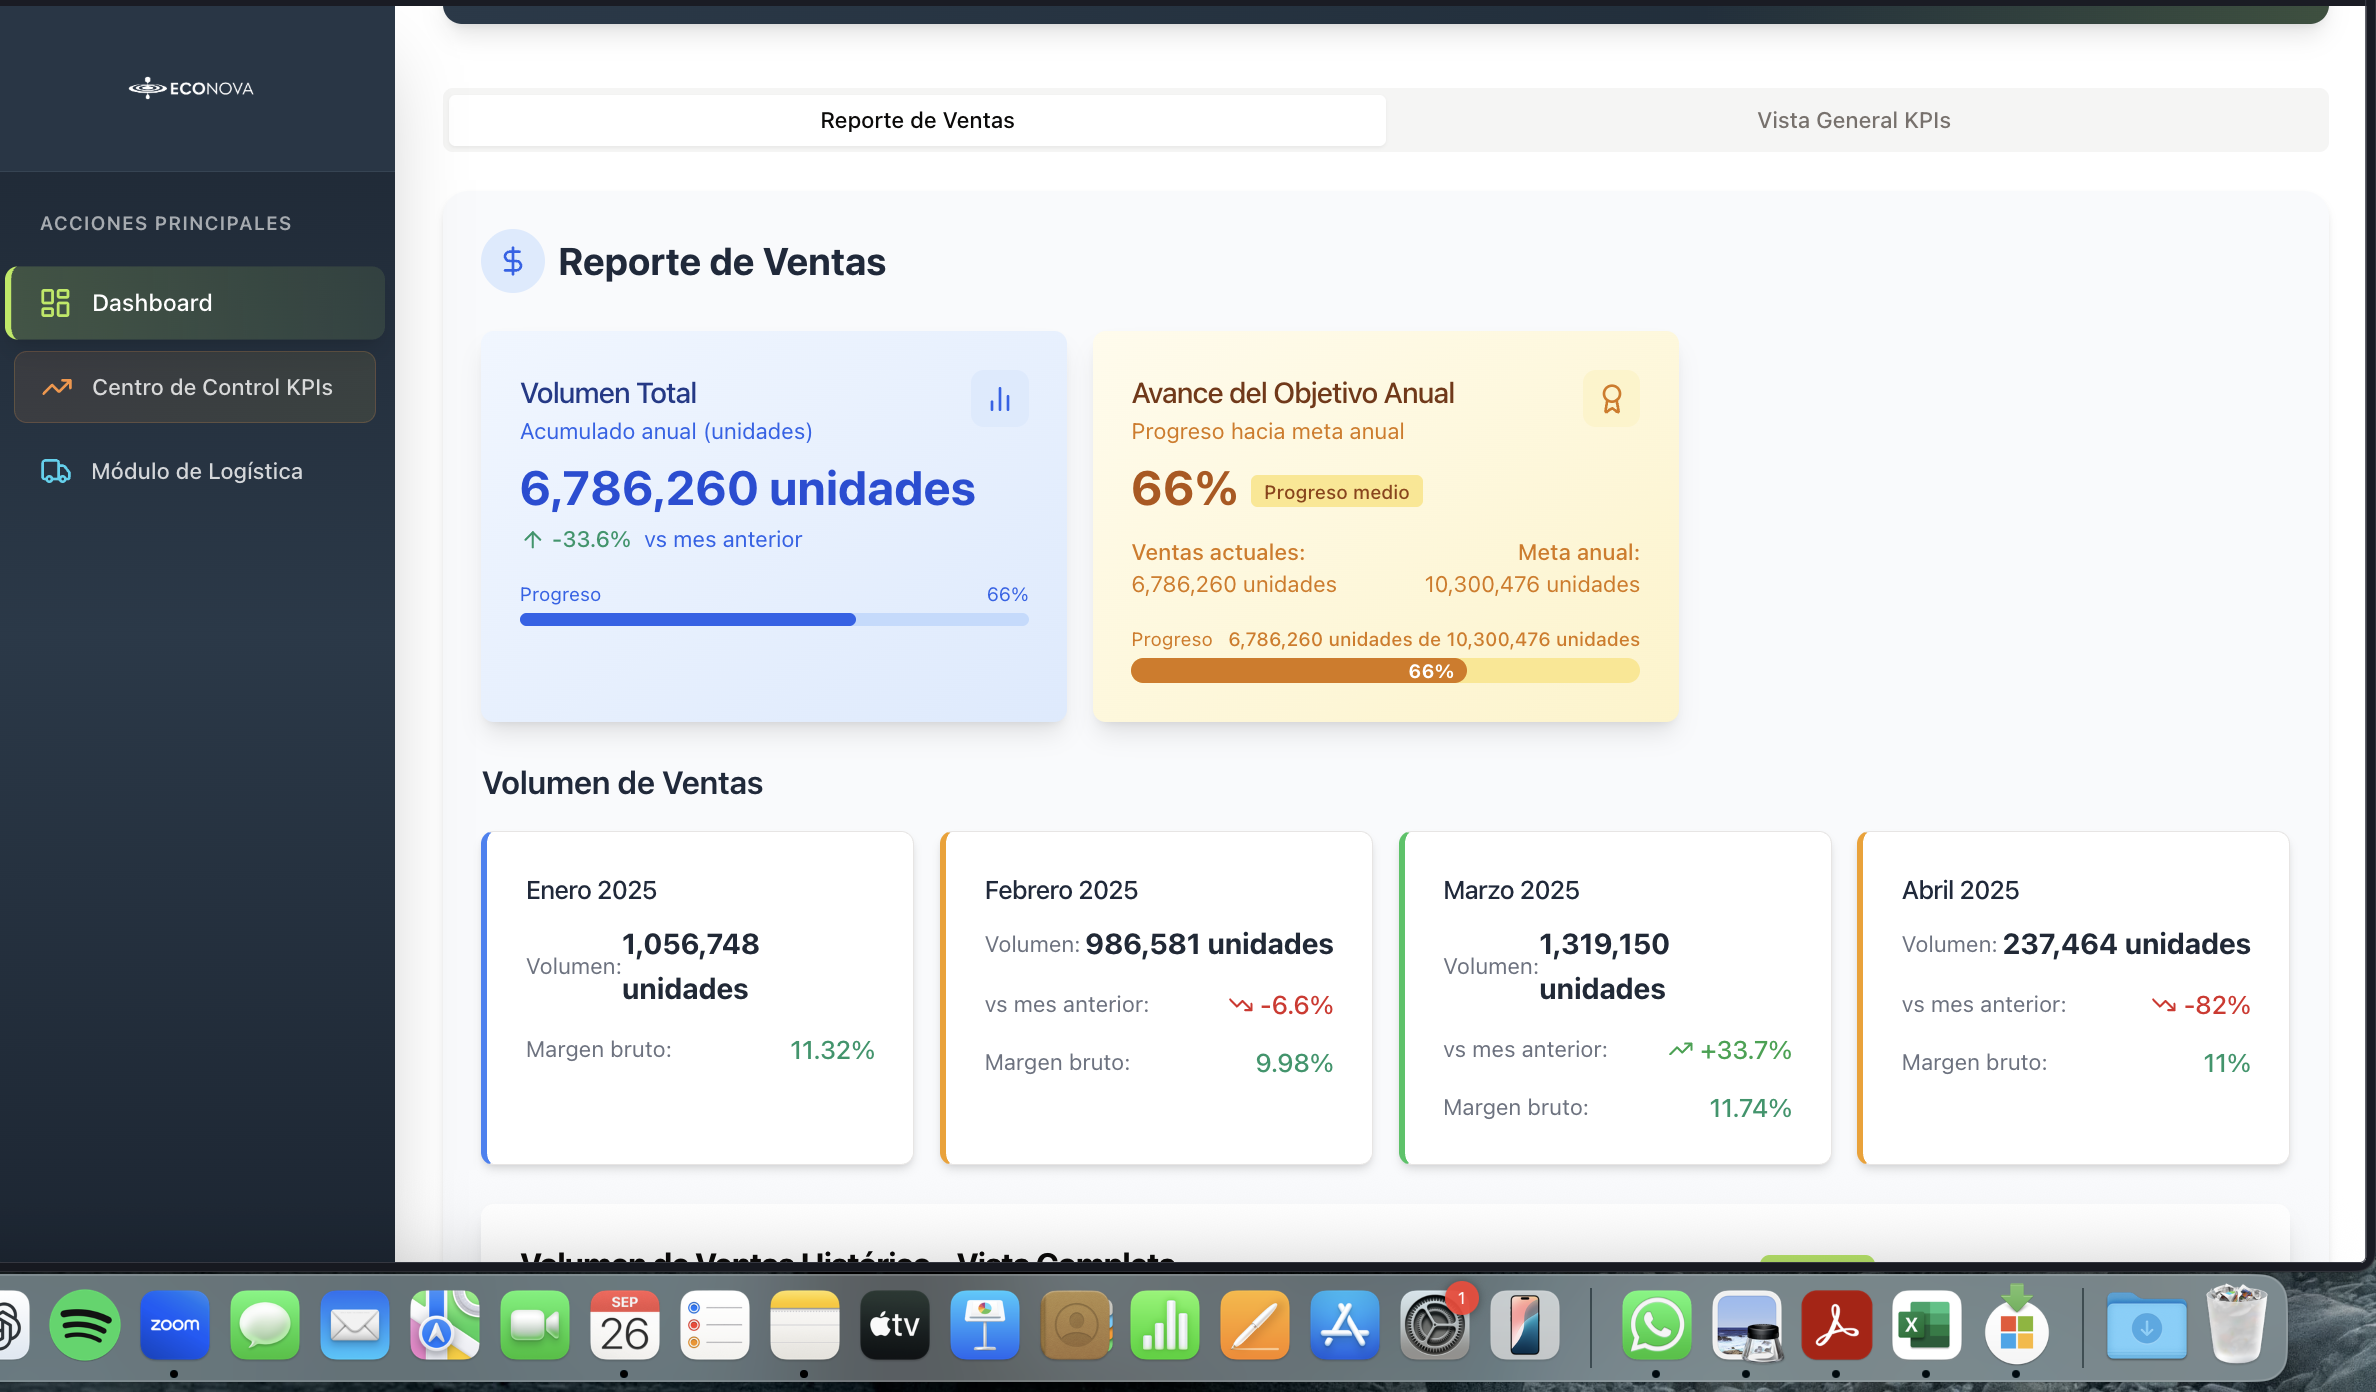 ECONOVA
ACCIONES PRINCIPALES
Dashboard
Centro de Control KPIs
Módulo de Logística
Reporte de Ventas
Vista General KPIs
$ Reporte de Ventas
Volumen Total
Acumulado anual (unidades)
6,786,260 unidades
-33.6% vs mes anterior
Progreso 66%
Avance del Objetivo Anual
Progreso hacia meta anual
66% Progreso medio
Ventas actuales: Meta anual:
6,786,260 unidades 10,300,476 unidades
Progreso 6,786,260 unidades de 10,300,476 unidades
66%
Volumen de Ventas
Enero 2025
Volumen: 1,056,748
unidades
Margen bruto: 11.32%
Febrero 2025
Volumen: 986,581 unidades
vs mes anterior: -6.6%
Margen bruto: 9.98%
Marzo 2025
Volumen: 1,319,150
unidades
vs mes anterior: +33.7%
Margen bruto: 11.74%
Abril 2025
Volumen: 237,464 unidades
vs mes anterior: -82%
Margen bruto: 11%
Volumen de Ventas Histórico - Vista Completa
zoom
SEP
26
tv
1
X